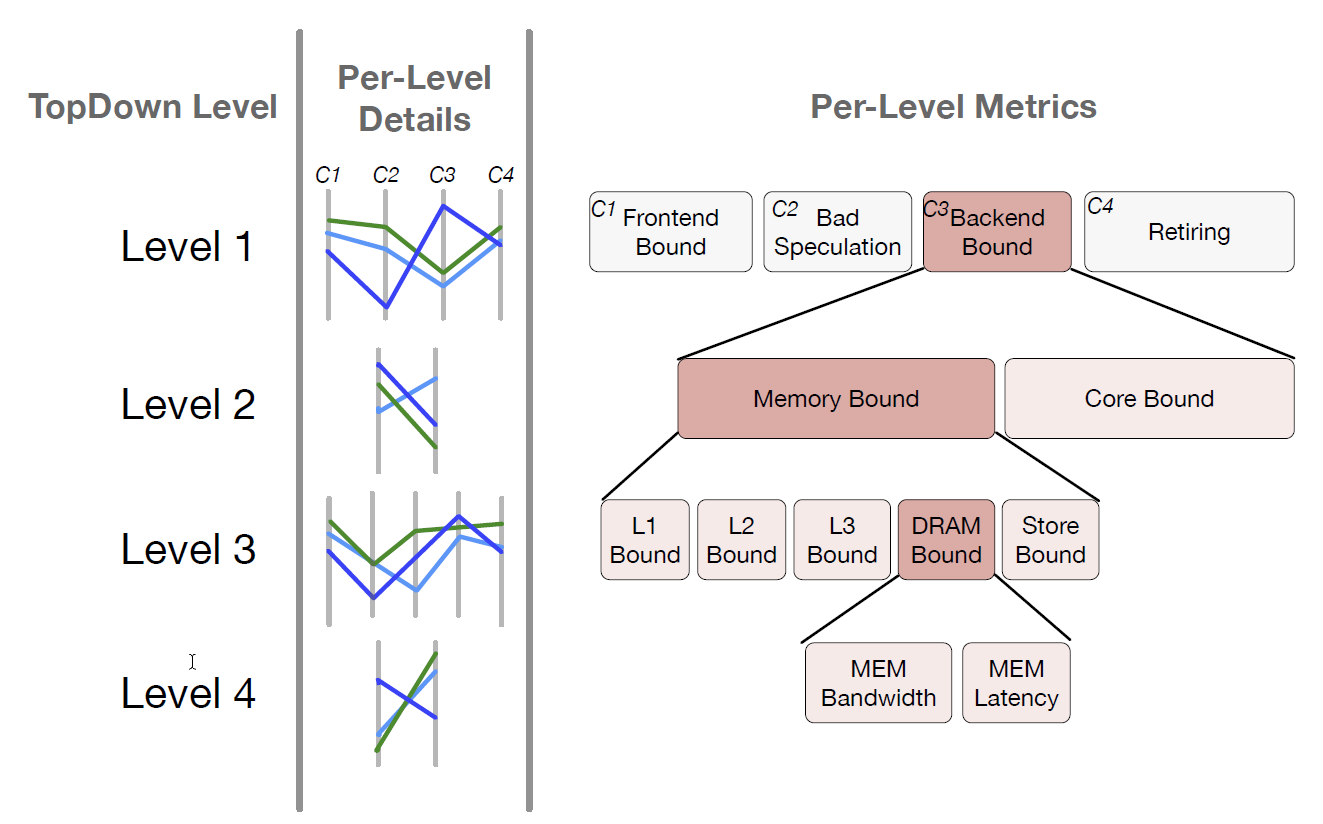 TopDown Level
Per-Level
Details
Per-Level Metrics
C1 C2 C3 C4
Level 1
C1 Frontend
Bound
C2 Bad
Speculation
C3 Backend
Bound
C4 Retiring
Level 2
Memory Bound
Core Bound
Level 3
L1
Bound
L2
Bound
L3
Bound
DRAM
Bound
Store
Bound
Level 4
MEM
Bandwidth
MEM
Latency